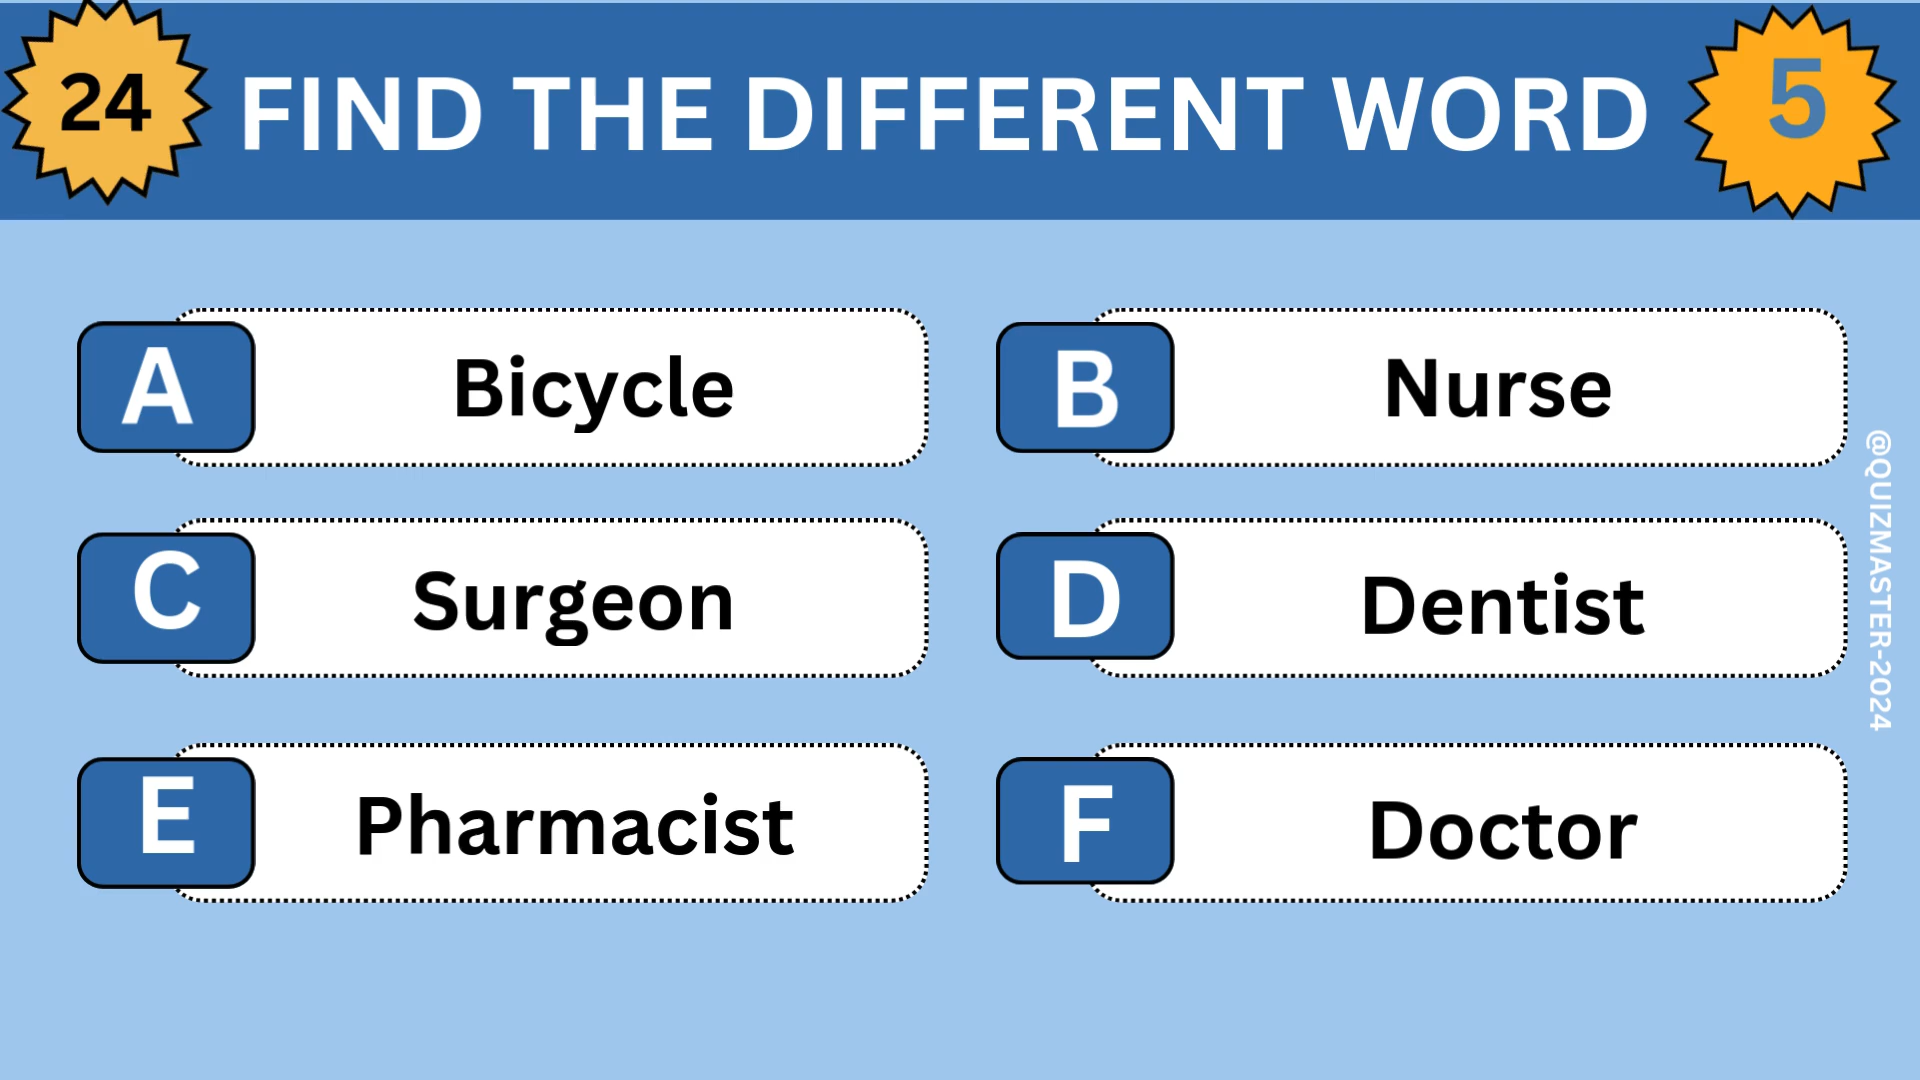 24
FIND THE DIFFERENT WORD
5
A
Bicycle
B
Nurse
C
Surgeon
D
Dentist
E
Pharmacist
F
Doctor
@QUIZMASTER-2024